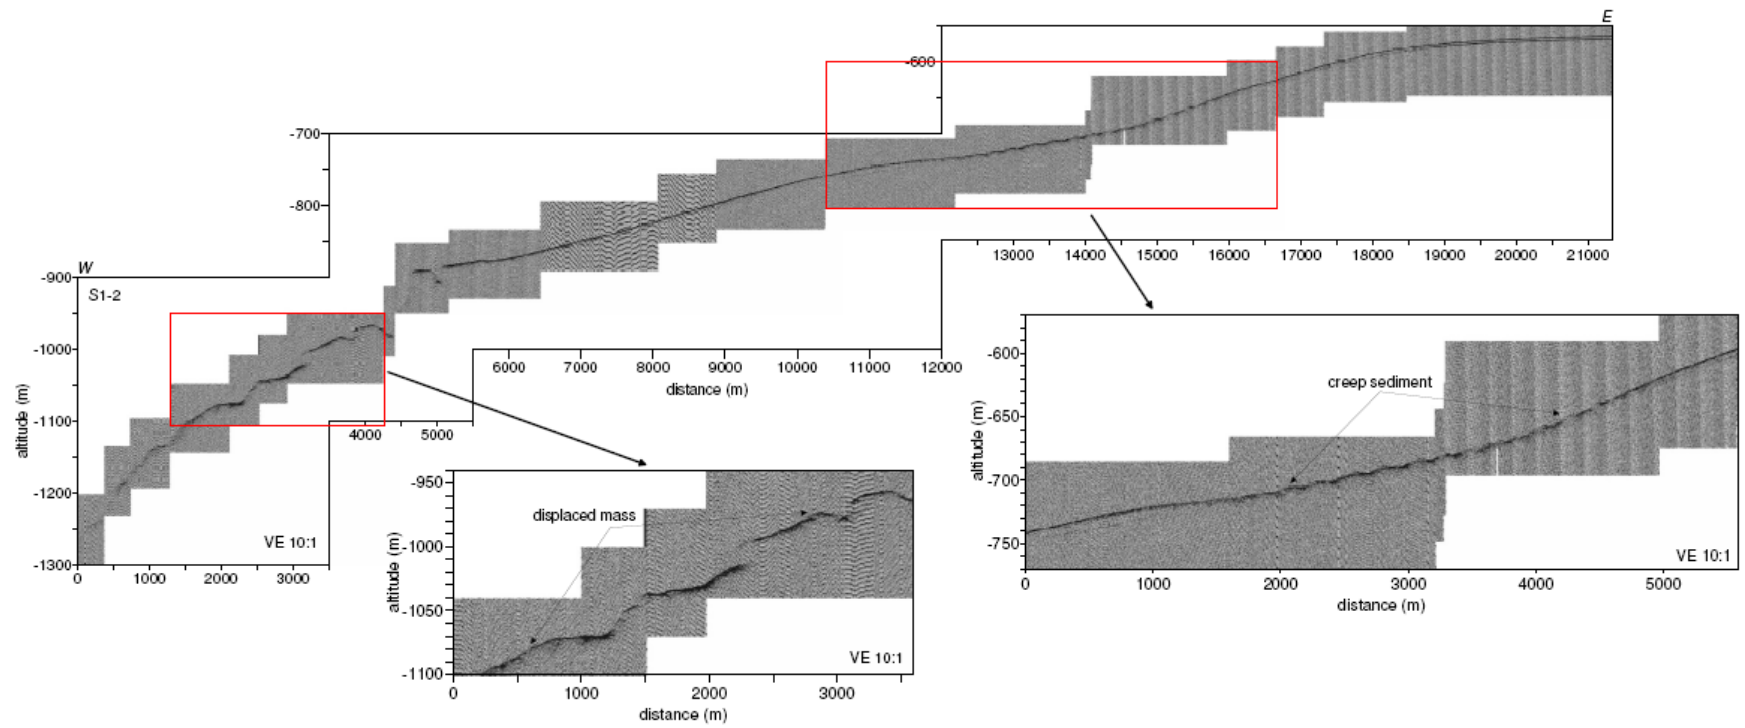 E
-600
-700
-800
W
-900
S1-2
-1000
-1100
-1200
-1300
altitude (m)
VE 10:1
0 1000 2000 3000
4000 5000
6000 7000 8000 9000 10000 11000 12000
distance (m)
13000 14000 15000 16000 17000 18000 19000 20000 21000
displaced mass
-950
-1000
-1050
-1100
altitude (m)
VE 10:1
0 1000 2000 3000
distance (m)
creep sediment
-600
-650
-700
-750
altitude (m)
VE 10:1
0 1000 2000 3000 4000 5000
distance (m)